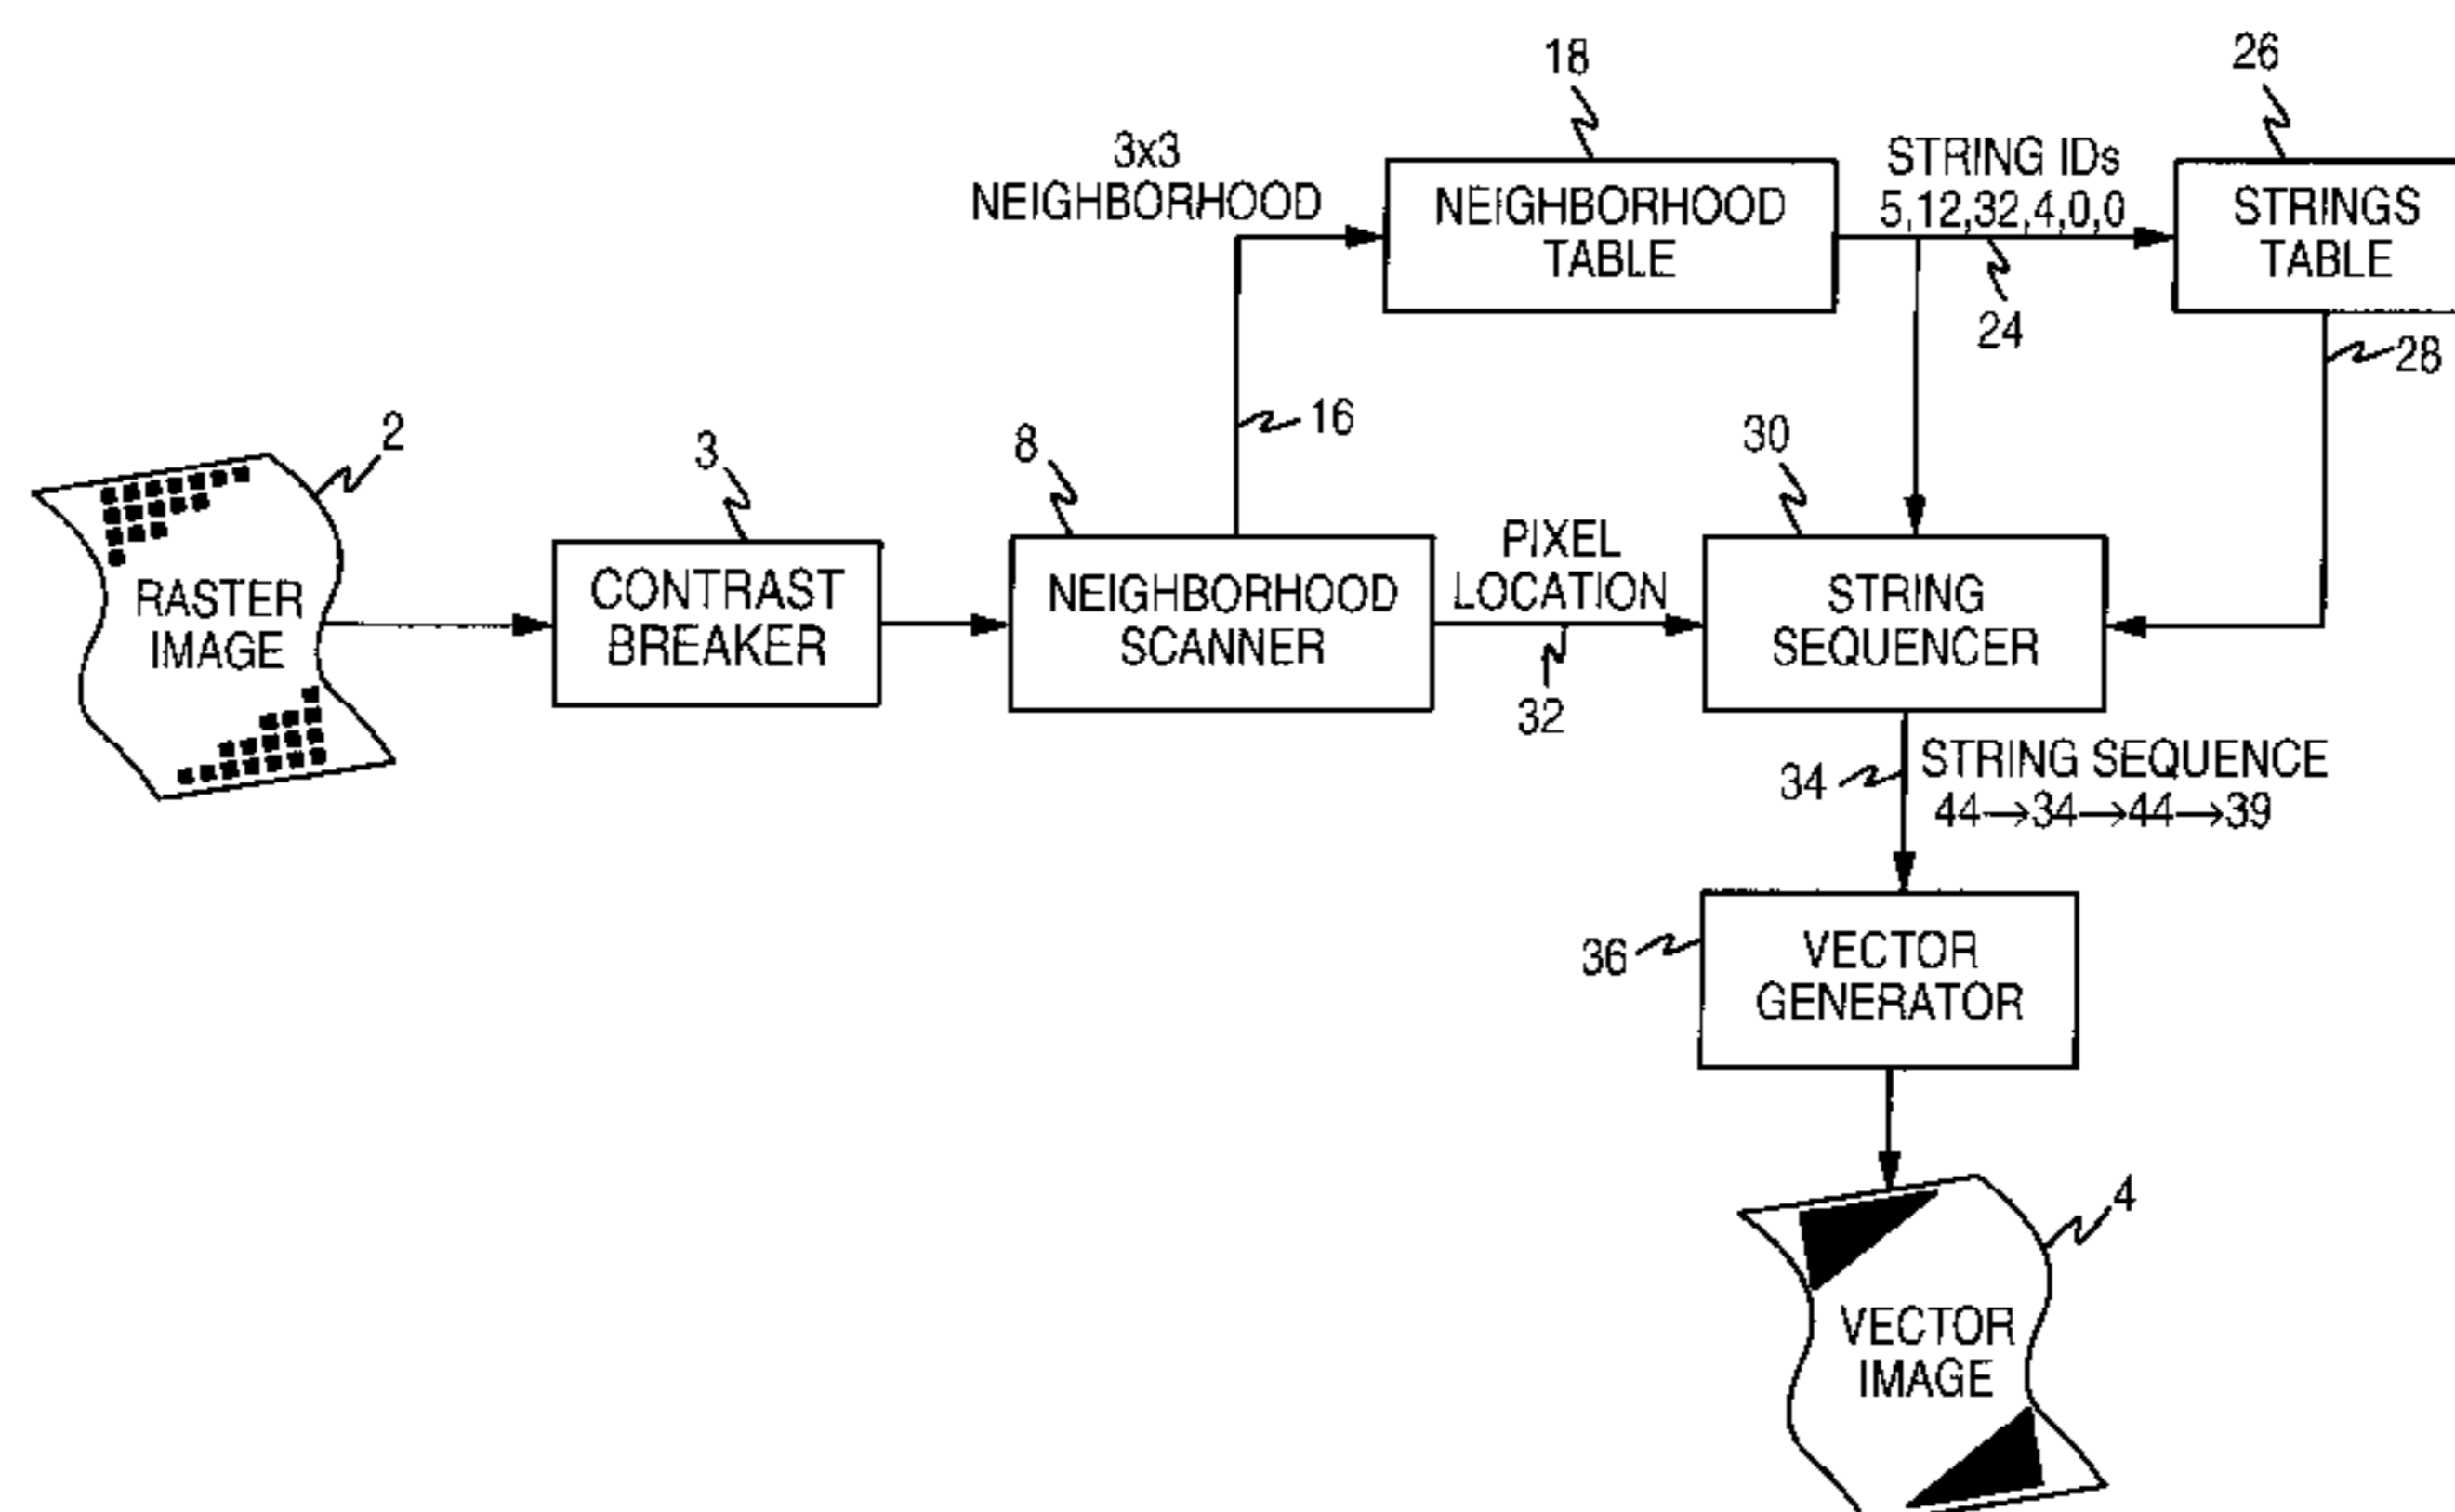 18
26
3x3
NEIGHBORHOOD
NEIGHBORHOOD
TABLE
STRING IDs
5,12,32,4,0,0
STRINGS
TABLE
24
28
2
3
8
16
30
RASTER
IMAGE
CONTRAST
BREAKER
NEIGHBORHOOD
SCANNER
PIXEL
LOCATION
32
STRING
SEQUENCER
34
STRING SEQUENCE
44→34→44→39
36
VECTOR
GENERATOR
4
VECTOR
IMAGE